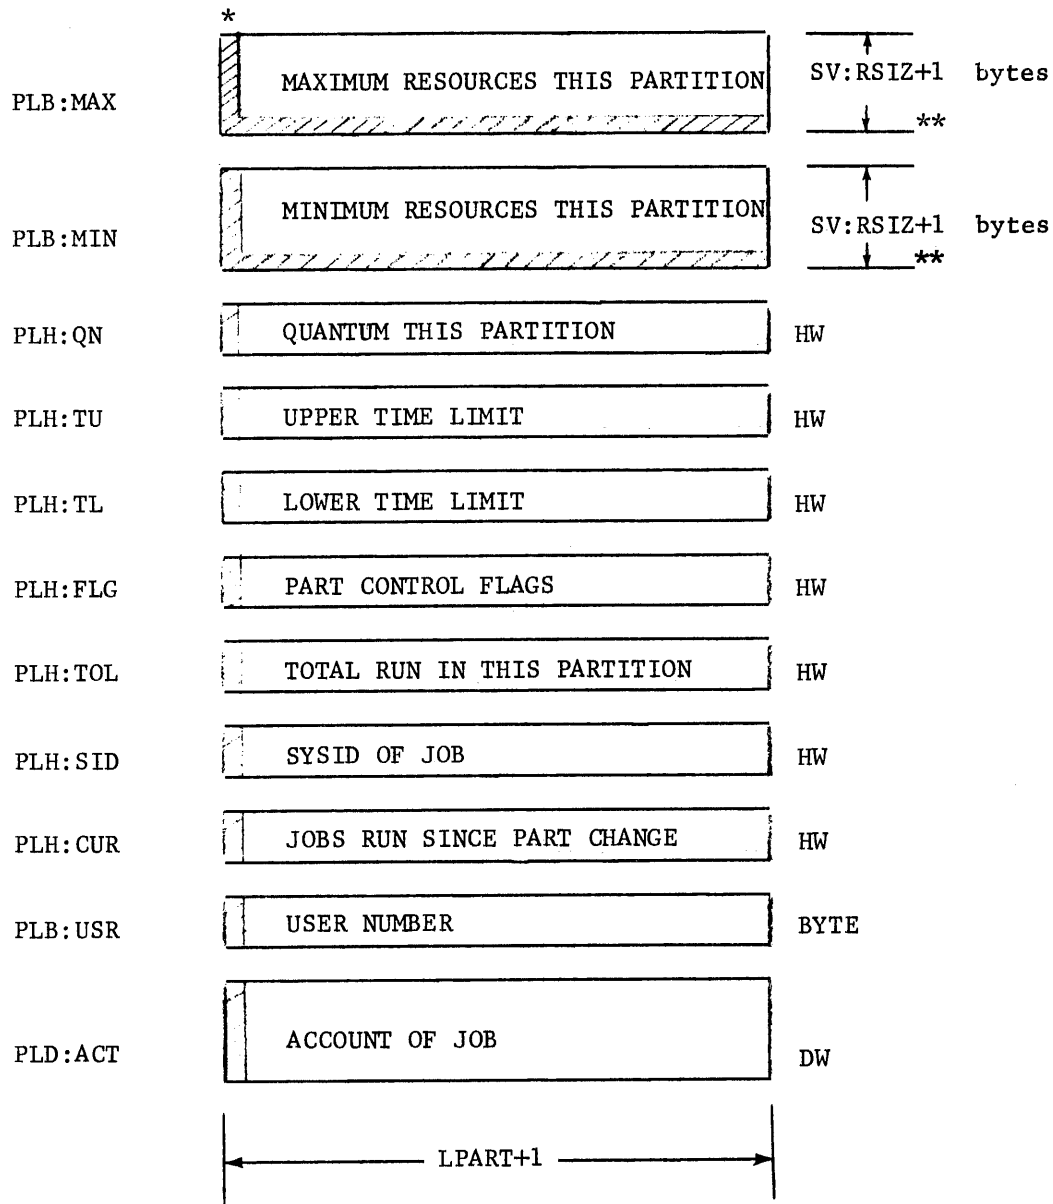 *
PLB:MAX MAXIMUM RESOURCES THIS PARTITION SV:RSIZ+1 bytes
**
PLB:MIN MINIMUM RESOURCES THIS PARTITION SV:RSIZ+1 bytes
**
PLH:QN QUANTUM THIS PARTITION HW
PLH:TU UPPER TIME LIMIT HW
PLH:TL LOWER TIME LIMIT HW
PLH:FLG PART CONTROL FLAGS HW
PLH:TOL TOTAL RUN IN THIS PARTITION HW
PLH:SID SYSID OF JOB HW
PLH:CUR JOBS RUN SINCE PART CHANGE HW
PLB:USR USER NUMBER BYTE
PLD:ACT ACCOUNT OF JOB DW
LPART+1